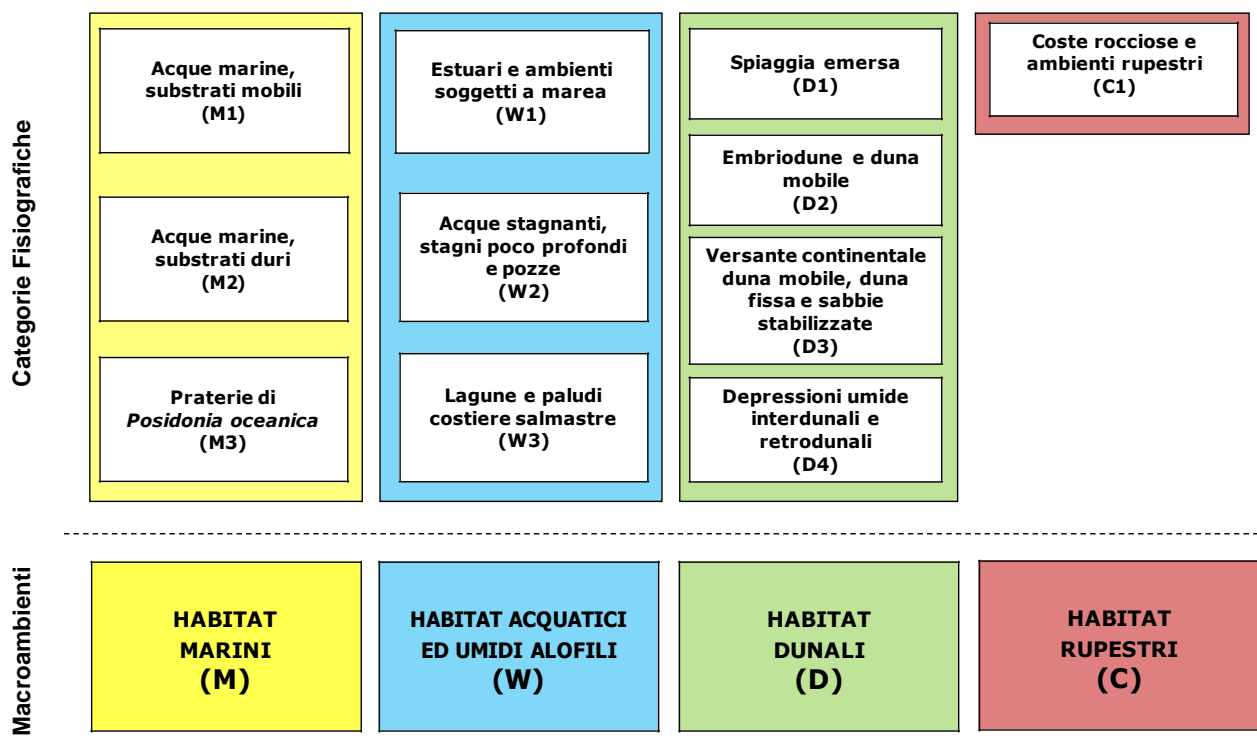 Categorie Fisiografiche
Acque marine,
substrati mobili
(M1)
Acque marine,
substrati duri
(M2)
Praterie di
Posidonia oceanica
(M3)
Estuari e ambienti
soggetti a marea
(W1)
Acque stagnanti,
stagni poco profondi
e pozze
(W2)
Lagune e paludi
costiere salmastre
(W3)
Spiaggia emersa
(D1)
Embriodune e duna
mobile
(D2)
Versante continentale
duna mobile, duna
fissa e sabbie
stabilizzate
(D3)
Depressioni umide
interdunali e
retrodunali
(D4)
Coste rocciose e
ambienti rupestri
(C1)
Macroambienti
HABITAT
MARINI
(M)
HABITAT ACQUATICI
ED UMIDI ALOFILI
(W)
HABITAT
DUNALI
(D)
HABITAT
RUPESTRI
(C)